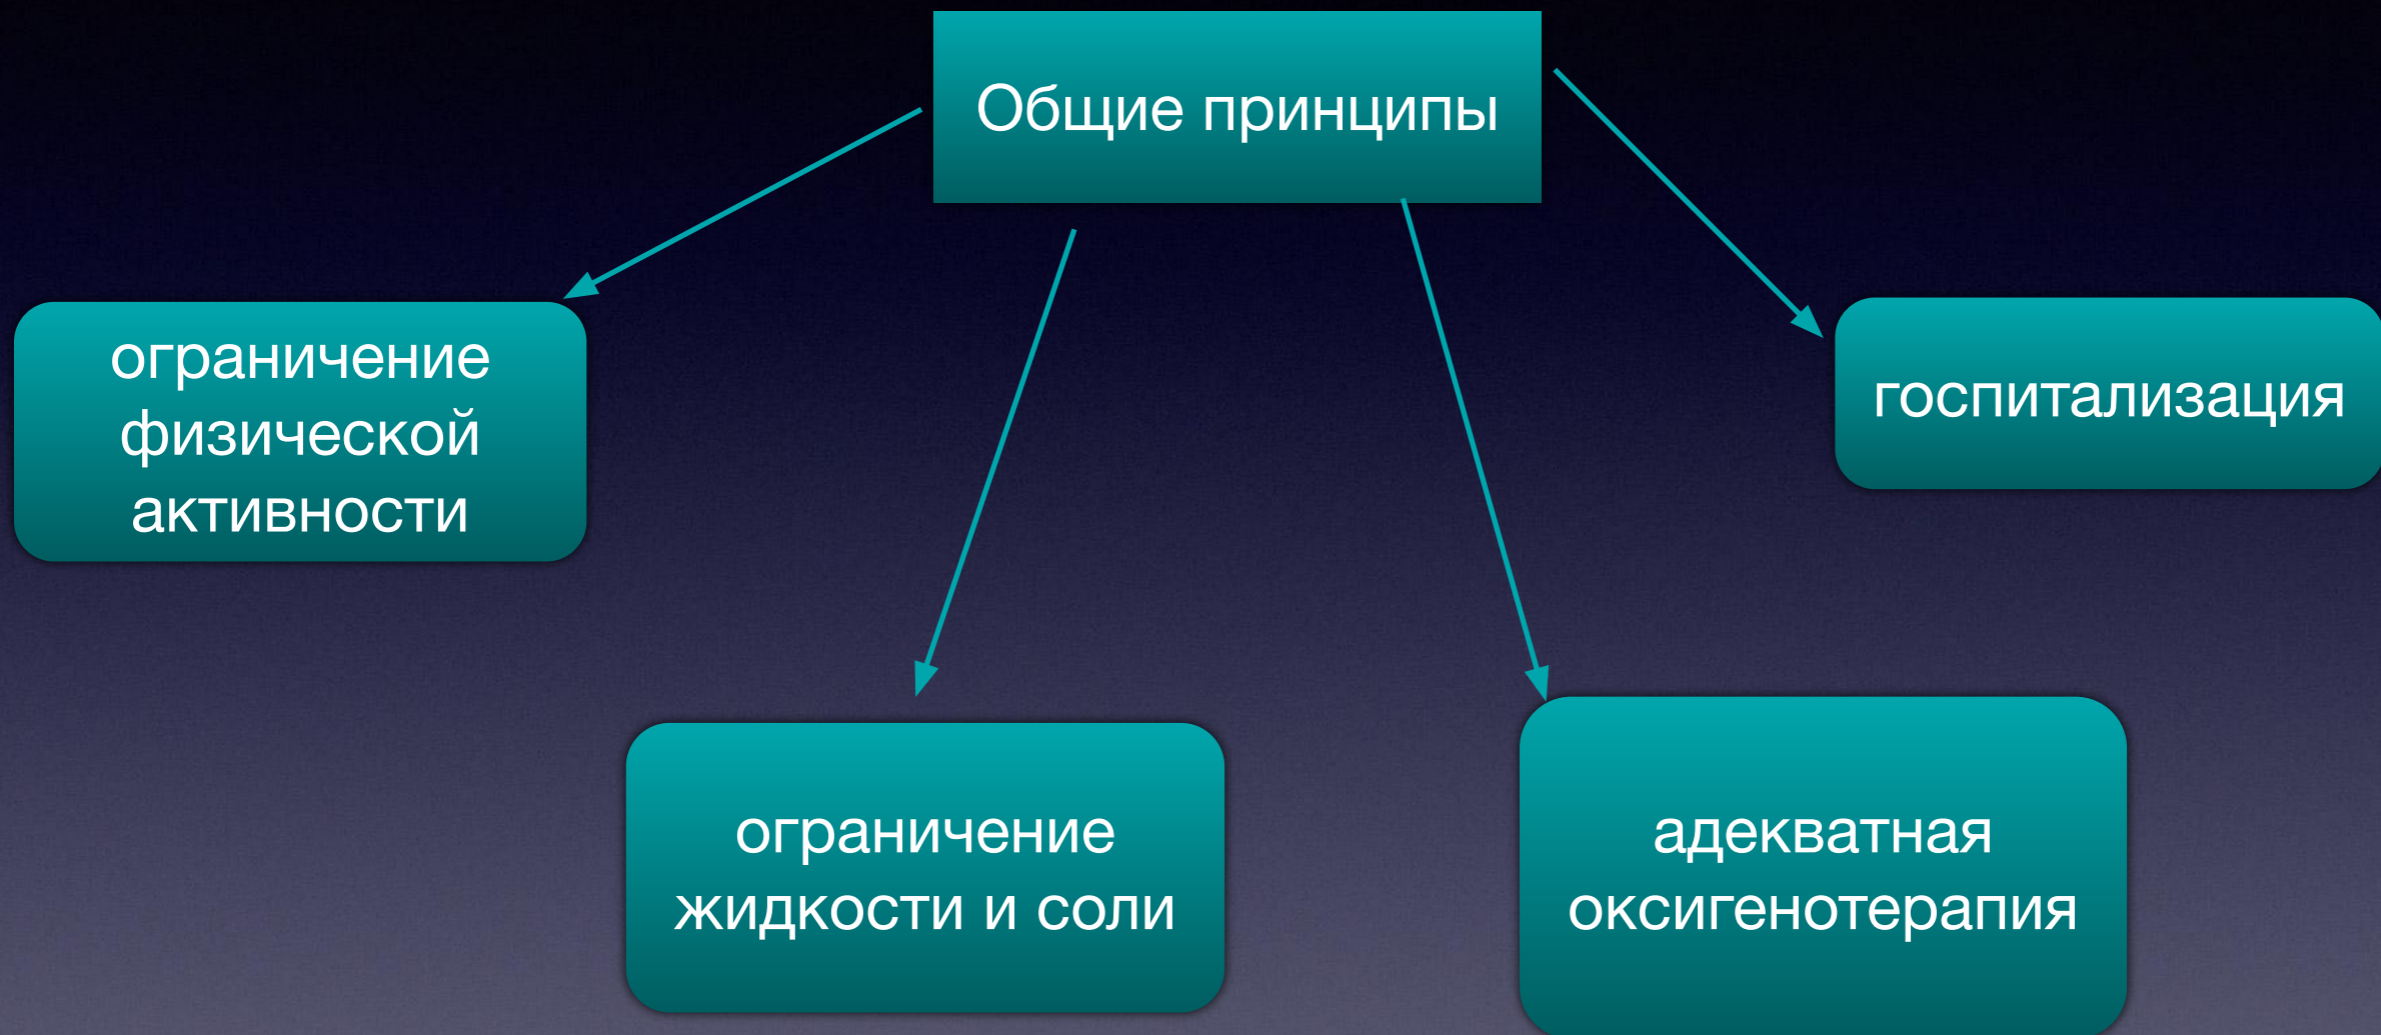 Общие принципы
ограничение
физической
активности
госпитализация
ограничение
жидкости и соли
адекватная
оксигенотерапия